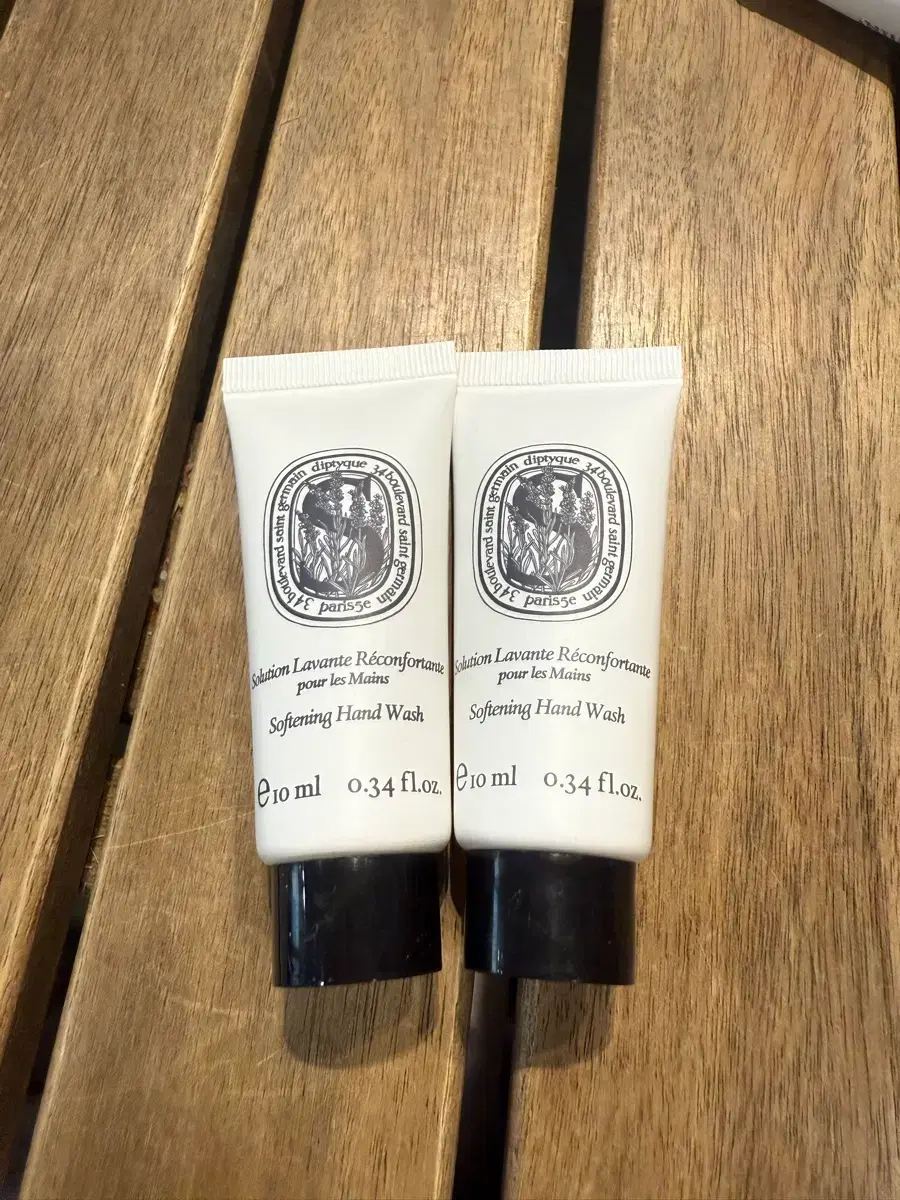 diptyque 34 boulevard saint germain paris5e 34 boulevard saint germain
Solution Lavante Réconfortante
pour les Mains
Softening Hand Wash
e 10 ml 0.34 fl.oz.
diptyque 34 boulevard saint germain paris5e 34 boulevard saint germain
Solution Lavante Réconfortante
pour les Mains
Softening Hand Wash
e 10 ml 0.34 fl.oz.